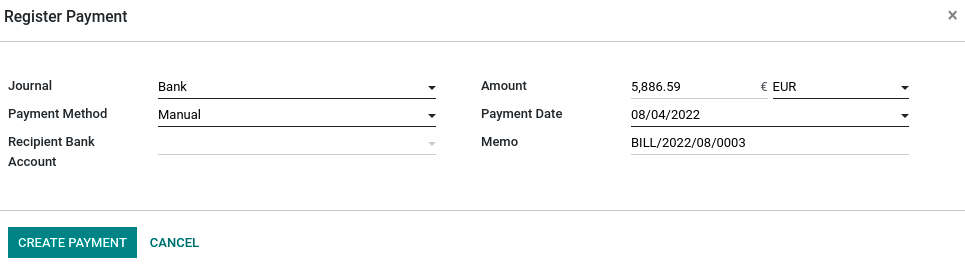 Register Payment ×
Journal Bank
Payment Method Manual
Recipient Bank
Account
Amount 5,886.59 € EUR
Payment Date 08/04/2022
Memo BILL/2022/08/0003
CREATE PAYMENT CANCEL